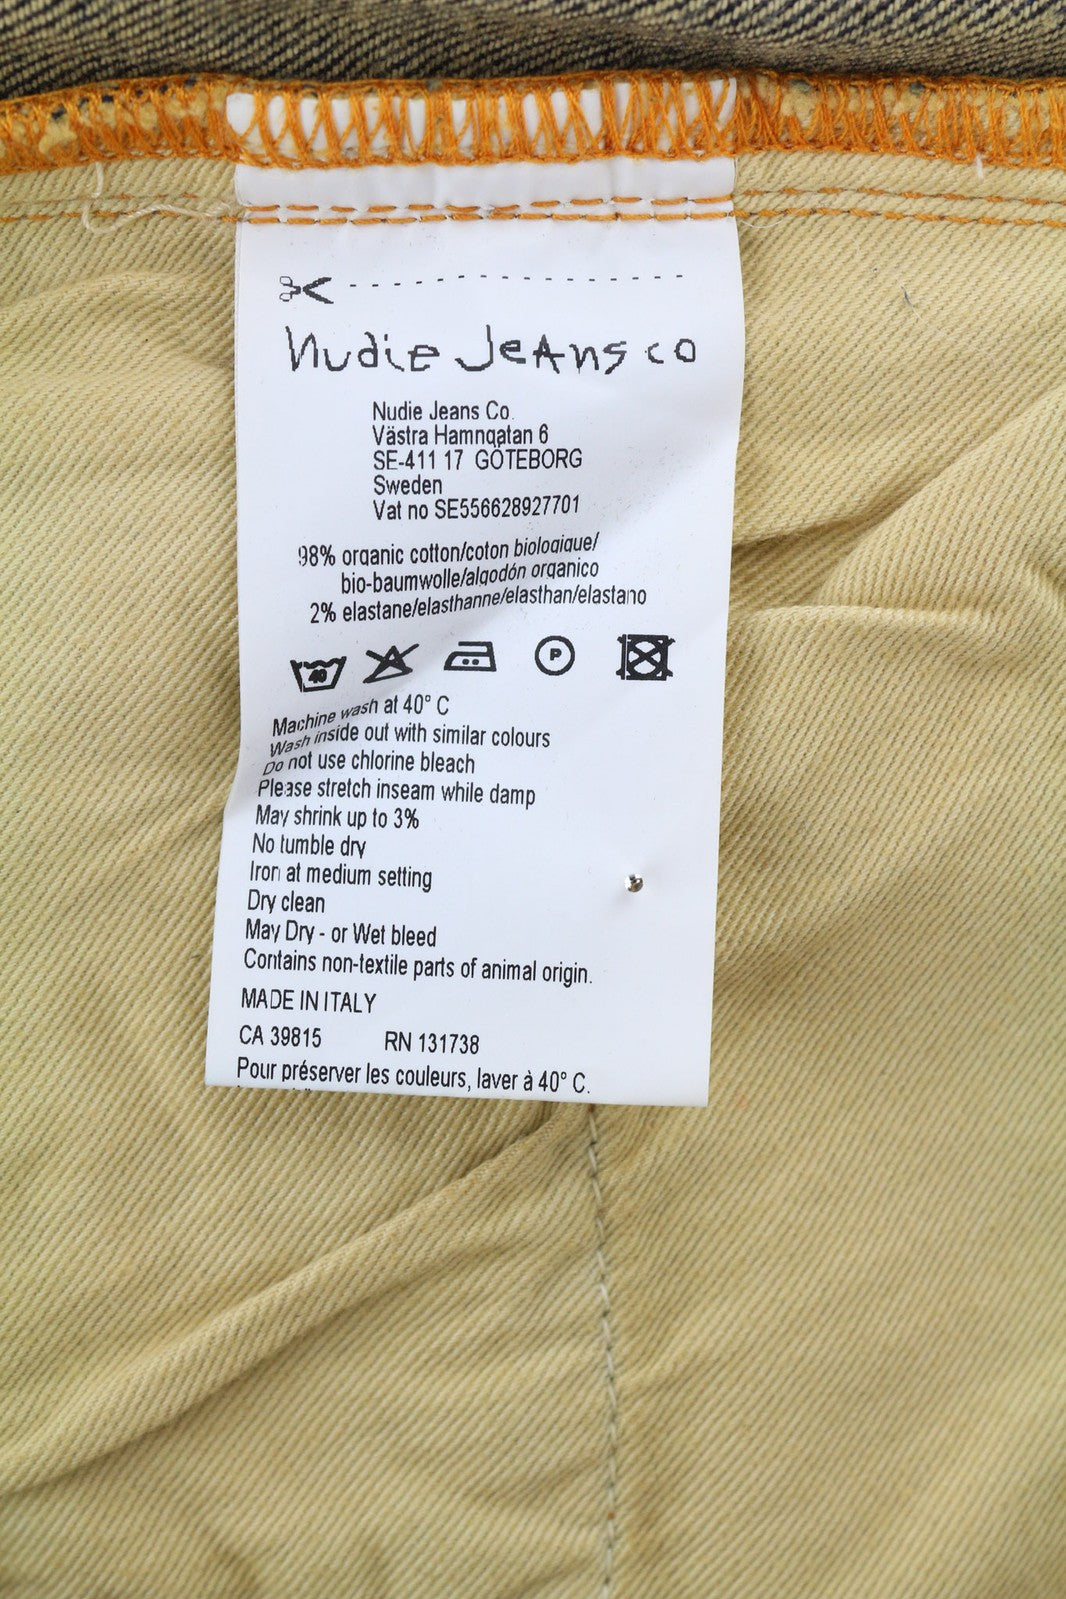 Nudie Jeans co
Nudie Jeans Co.
Västra Hamngatan 6
SE-411 17 GÖTEBORG
Sweden
Vat no SE556628927701
98% organic cotton/coton biologique/
bio-baumwolle/algodón organico
2% elastane/elasthanne/elasthan/elastano
40 P
Machine wash at 40° C
Wash inside out with similar colours
Do not use chlorine bleach
Please stretch inseam while damp
May shrink up to 3%
No tumble dry
Iron at medium setting
Dry clean
May Dry - or Wet bleed
Contains non-textile parts of animal origin.
MADE IN ITALY
CA 39815 RN 131738
Pour préserver les couleurs, laver à 40° C.